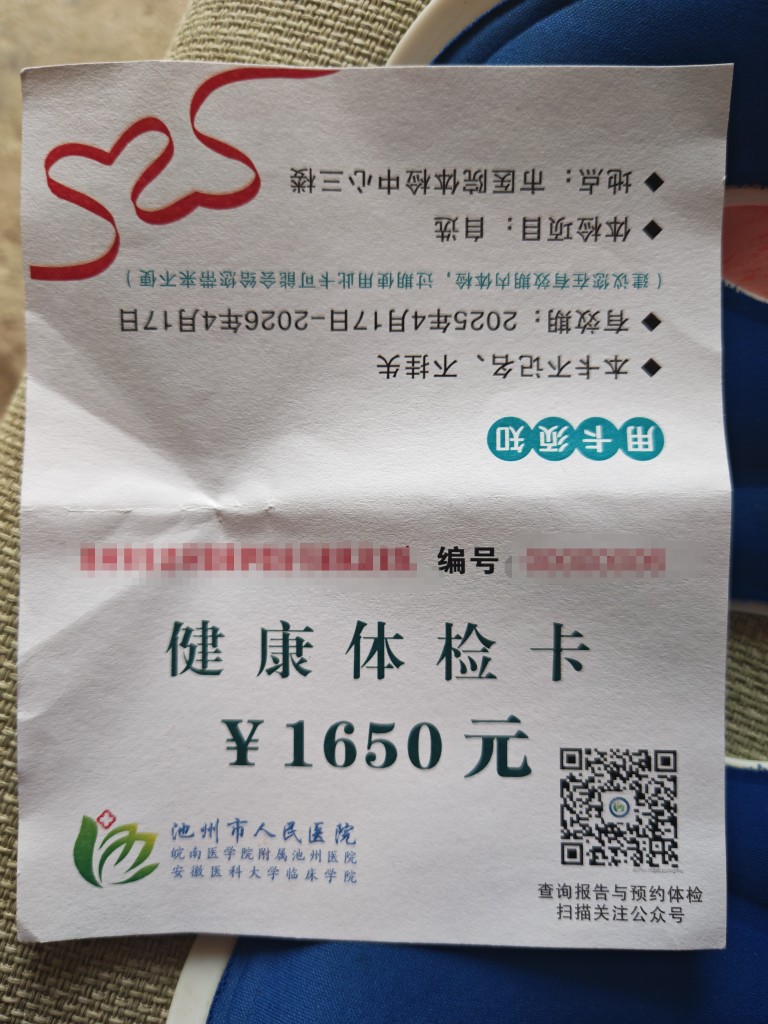 编号
健康体检卡
￥1650元
池州市人民医院
皖南医学院附属池州医院
安徽医科大学临床学院
查询报告与预约体检
扫描关注公众号
用卡须知
◆ 本卡不记名、不挂失
◆ 有效期：2025年4月17日-2026年4月17日
（建议您在有效期内体检，过期使用此卡可能会给您带来不便）
◆ 体检项目：自选
◆ 地点：市医院体检中心三楼